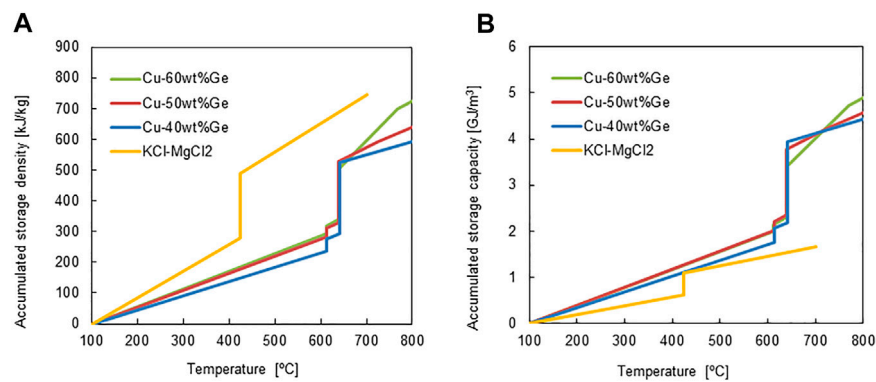 A
Accumulated storage density [kJ/kg]
900
800
700
600
500
400
300
200
100
0
Cu-60wt%Ge
Cu-50wt%Ge
Cu-40wt%Ge
KCl-MgCl2
100 200 300 400 500 600 700 800
Temperature [ºC]
B
Accumulated storage capacity [GJ/m³]
6
5
4
3
2
1
0
Cu-60wt%Ge
Cu-50wt%Ge
Cu-40wt%Ge
KCl-MgCl2
100 200 300 400 500 600 700 800
Temperature [ºC]